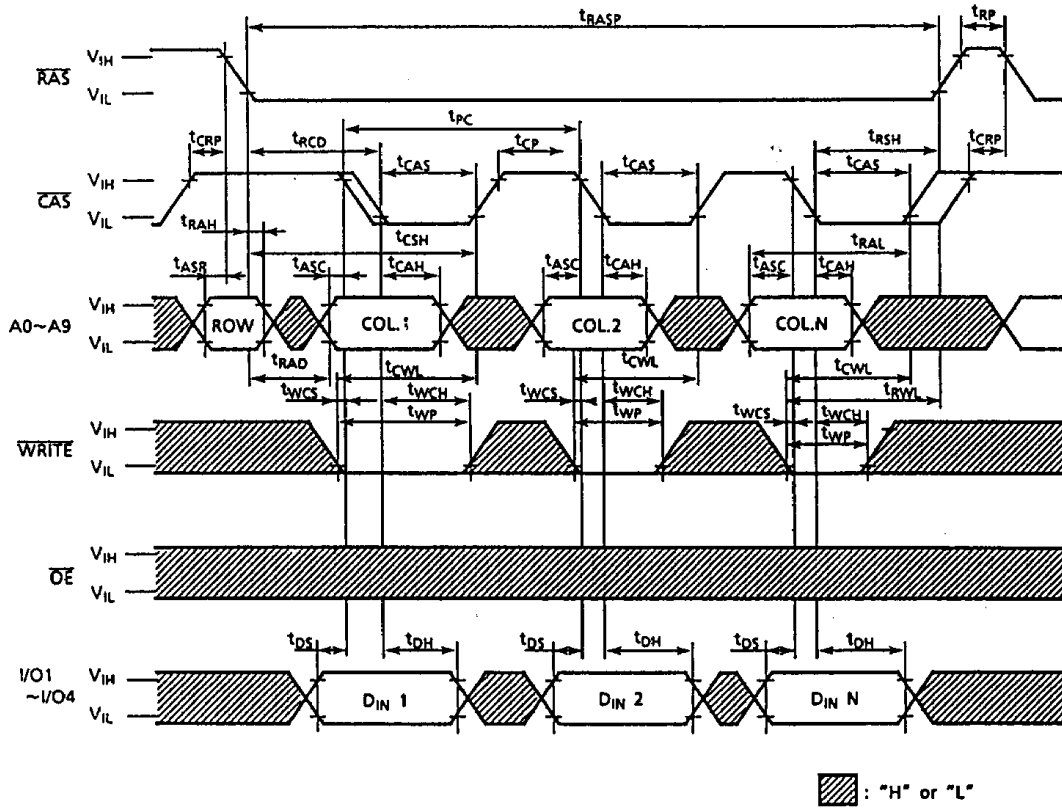 tRASP tRP
VIH
RAS
VIL
tPC
tCRP tRCD tCP tRSH tCRP
tCAS tCAS tCAS
VIH
CAS
VIL
tRAH tCSH tRAL
tASR tASC tCAH tASC tCAH tASC tCAH
VIH
A0~A9 ROW COL.1 COL.2 COL.N
VIL
tRAD tCWL tCWL tCWL
tWCS tWCH tWCS tWCH tRWL
tWP tWP tWCS tWCH
tWP
VIH
WRITE
VIL
VIH
OE
VIL
tDS tDH tDS tDH tDS tDH
I/O1 VIH
~I/O4 DIN 1 DIN 2 DIN N
VIL
: "H" or "L"